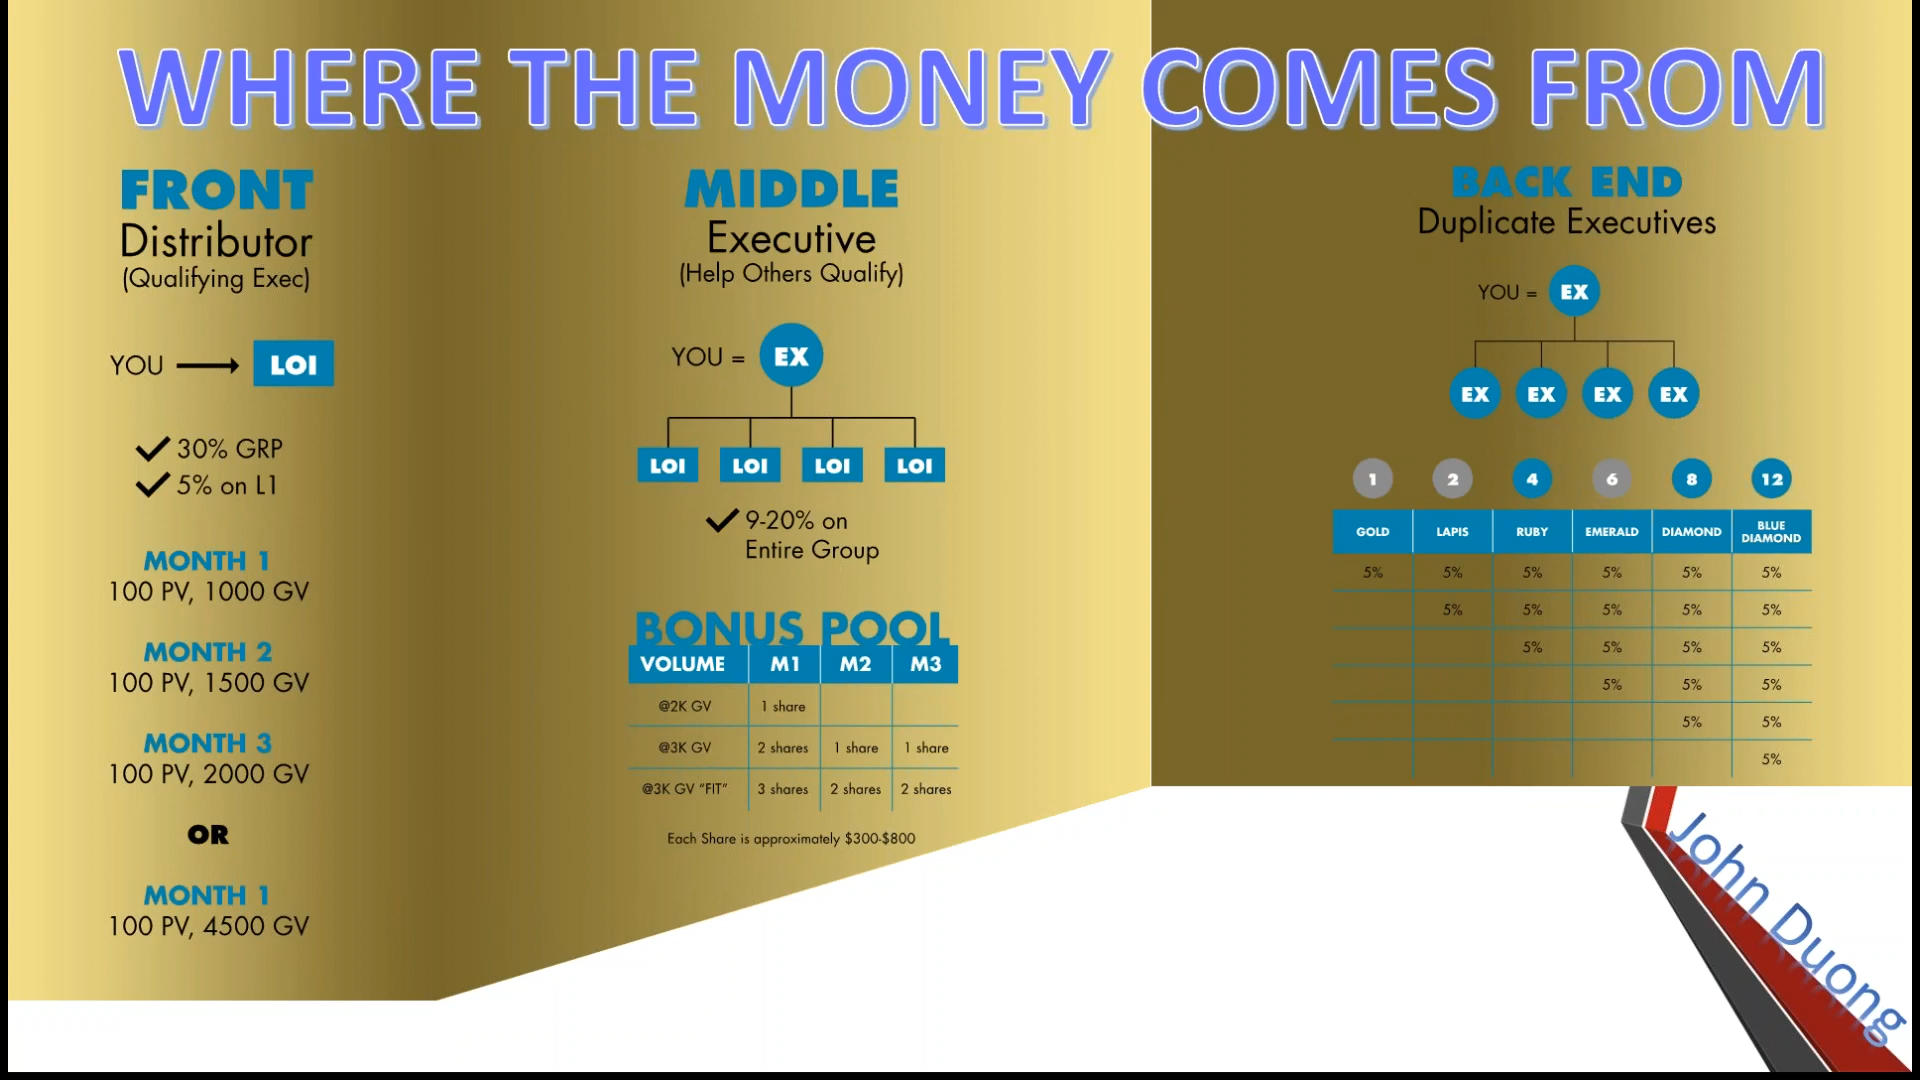 WHERE THE MONEY COMES FROM
FRONT
Distributor
(Qualifying Exec)
YOU
LOI
30% GRP
5% on L1
MONTH 1
100 PV, 1000 GV
MONTH 2
100 PV, 1500 GV
MONTH 3
100 PV, 2000 GV
OR
MONTH 1
100 PV, 4500 GV
MIDDLE
Executive
(Help Others Qualify)
YOU = EX
LOI LOI LOI LOI
9-20% on
Entire Group
BONUS POOL
VOLUME M1 M2 M3
@2K GV 1 share
@3K GV 2 shares 1 share 1 share
@3K GV “FIT” 3 shares 2 shares 2 shares
Each Share is approximately $300-$800
BACK END
Duplicate Executives
YOU = EX
EX EX EX EX
1 2 4 6 8 12
GOLD LAPIS RUBY EMERALD DIAMOND BLUE DIAMOND
5% 5% 5% 5% 5% 5%
5% 5% 5% 5% 5%
5% 5% 5% 5%
5% 5% 5%
5% 5%
5%
John Duong